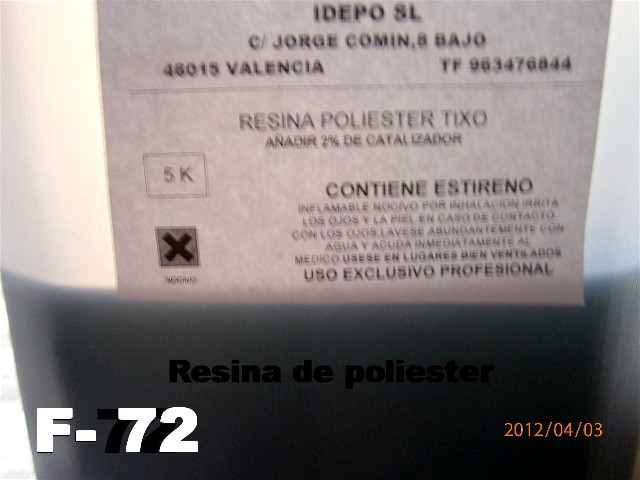 IDEPO SL
C/ JORGE COMIN,8 BAJO
46015 VALENCIA TF 963476844
RESINA POLIESTER TIXO
AÑADIR 2% DE CATALIZADOR
5 K
CONTIENE ESTIRENO
INFLAMABLE NOCIVO POR INHALACION IRRITA
LOS OJOS Y LA PIEL EN CASO DE CONTACTO
CON LOS OJOS, LAVESE ABUNDANTEMENTE CON
AGUA Y ACUDA INMEDIATAMENTE AL
MEDICO USESE EN LUGARES BIEN VENTILADOS
USO EXCLUSIVO PROFESIONAL
NOCIVO
Resina de poliester
F- 72
2012/04/03